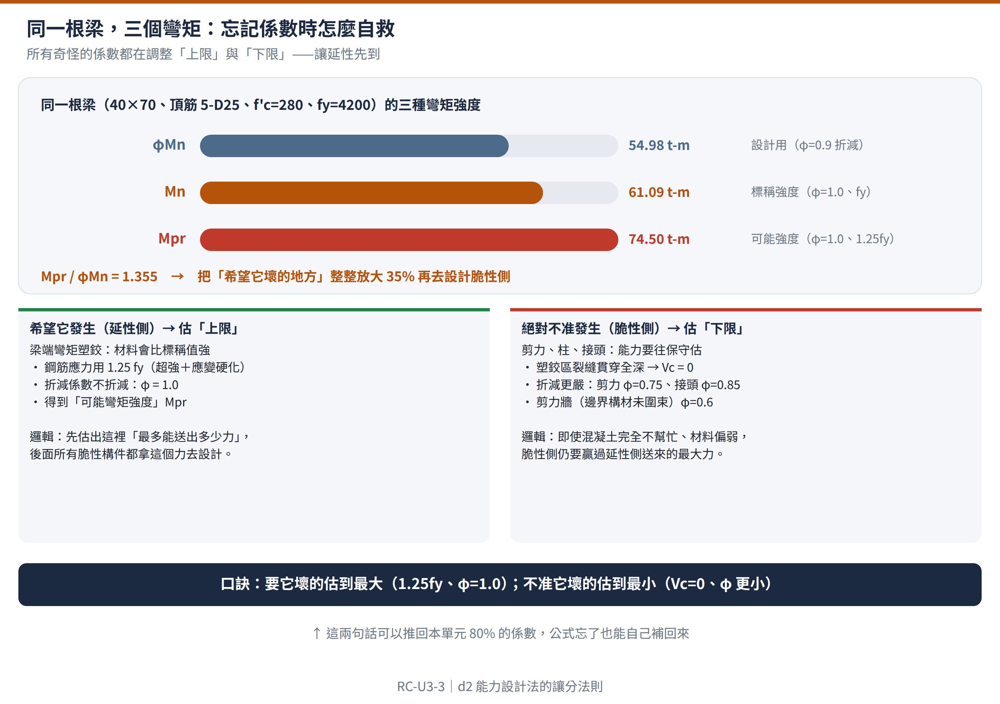 同一根梁，三個彎矩：忘記係數時怎麼自救
所有奇怪的係數都在調整「上限」與「下限」——讓延性先到
同一根梁（40×70、頂筋 5-D25、f'c=280、fy=4200）的三種彎矩強度
φMn 54.98 t-m 設計用（φ=0.9 折減）
Mn 61.09 t-m 標稱強度（φ=1.0、fy）
Mpr 74.50 t-m 可能強度（φ=1.0、1.25fy）
Mpr / φMn = 1.355 → 把「希望它壞的地方」整整放大 35% 再去設計脆性側
希望它發生（延性側）→ 估「上限」
梁端彎矩塑鉸：材料會比標稱值強
・ 鋼筋應力用 1.25 fy（超強＋應變硬化）
・ 折減係數不折減：φ = 1.0
・ 得到「可能彎矩強度」Mpr
邏輯：先估出這裡「最多能送出多少力」，
後面所有脆性構件都拿這個力去設計。
絕對不准發生（脆性側）→ 估「下限」
剪力、柱、接頭：能力要往保守估
・ 塑鉸區裂縫貫穿全深 → Vc = 0
・ 折減更嚴：剪力 φ=0.75、接頭 φ=0.85
・ 剪力牆（邊界構材未圍束）φ=0.6
邏輯：即使混凝土完全不幫忙、材料偏弱，
脆性側仍要贏過延性側送來的最大力。
口訣：要它壞的估到最大（1.25fy、φ=1.0）；不准它壞的估到最小（Vc=0、φ 更小）
↑ 這兩句話可以推回本單元 80% 的係數，公式忘了也能自己補回來
RC-U3-3｜d2 能力設計法的讓分法則